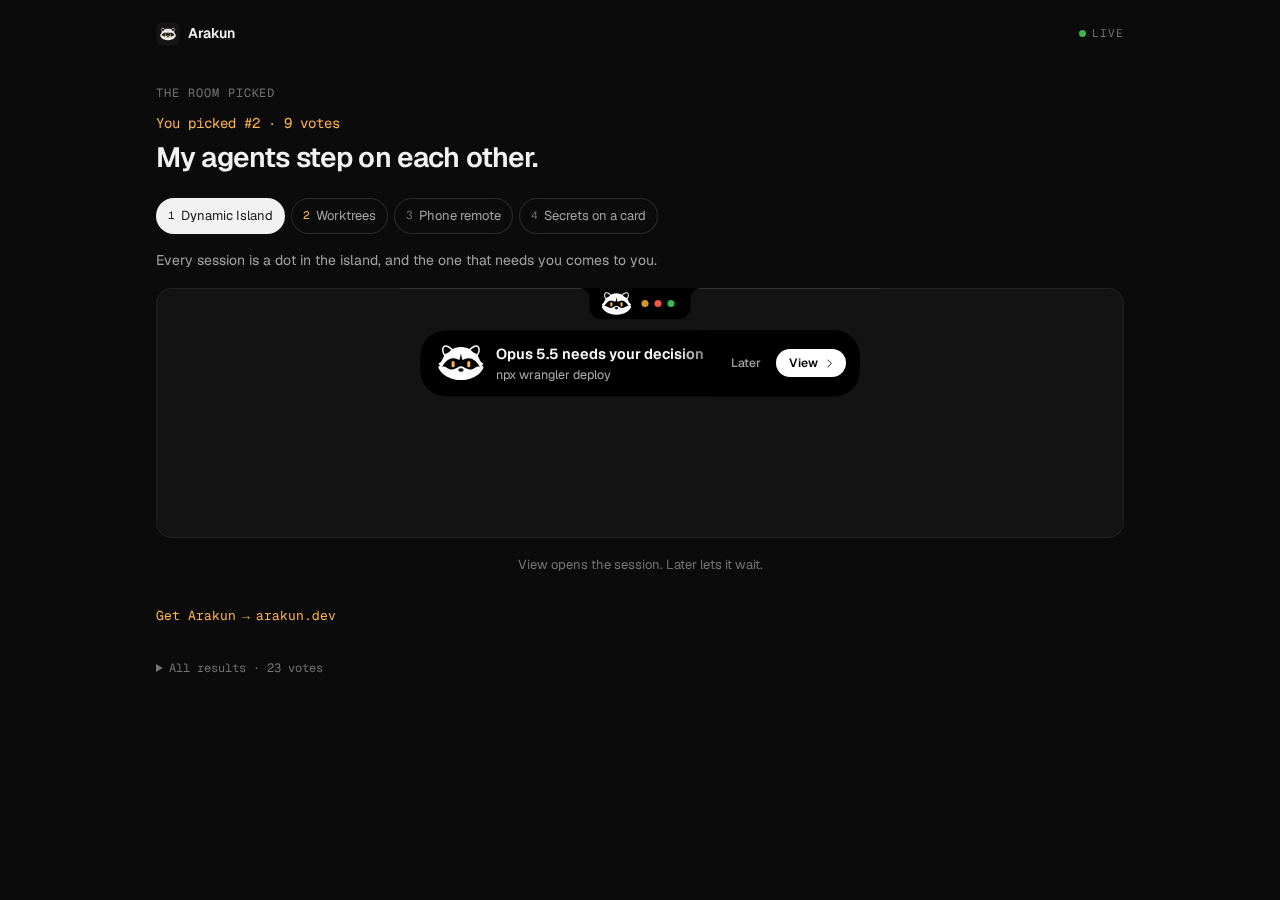 Arakun
LIVE
THE ROOM PICKED
You picked #2 · 9 votes
My agents step on each other.
1 Dynamic Island
2 Worktrees
3 Phone remote
4 Secrets on a card
Every session is a dot in the island, and the one that needs you comes to you.
Opus 5.5 needs your decision
npx wrangler deploy
Later
View
View opens the session. Later lets it wait.
Get Arakun → arakun.dev
All results · 23 votes